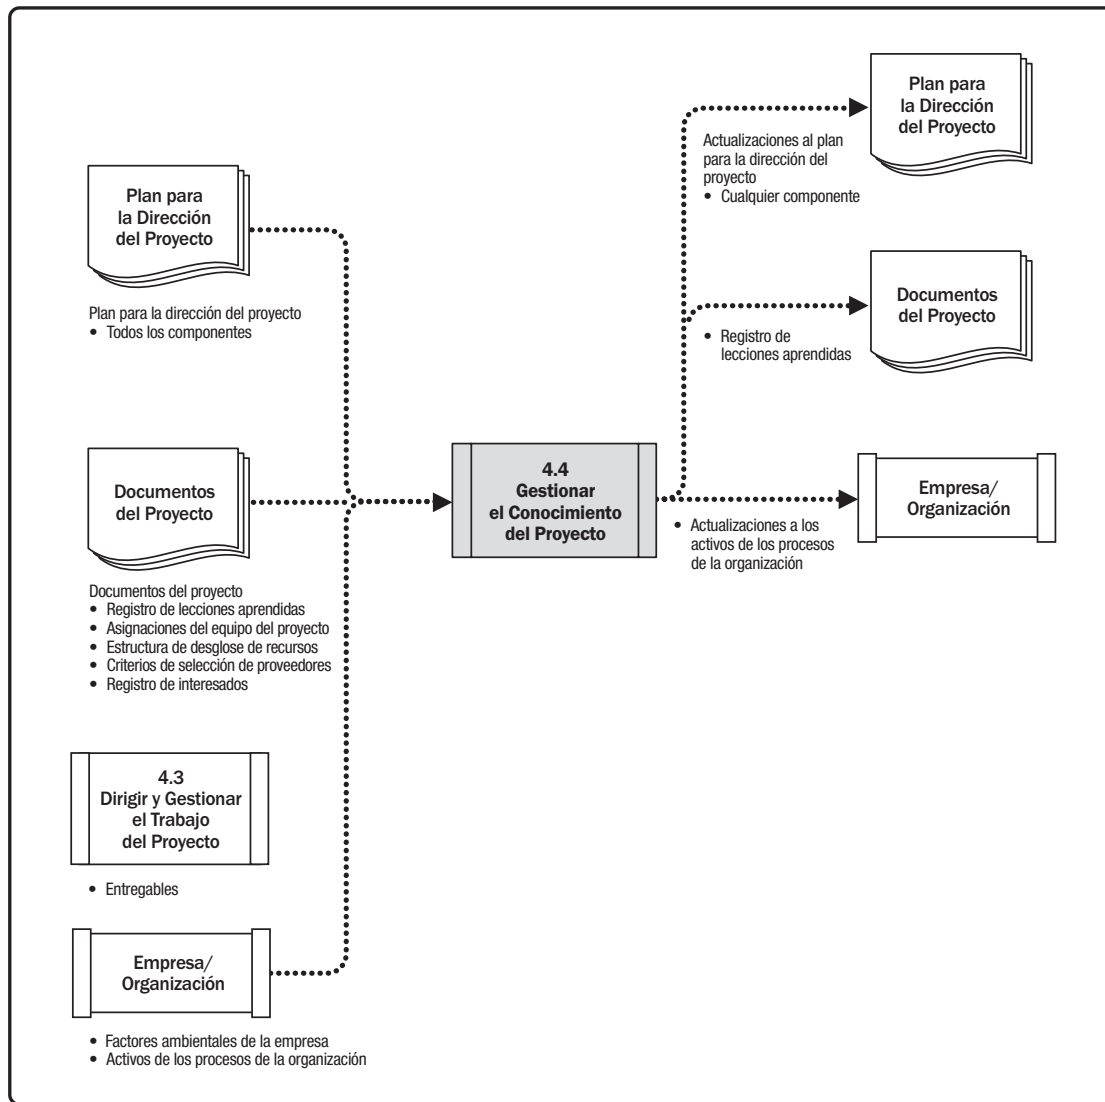 Plan para
la Dirección
del Proyecto
Plan para la dirección del proyecto
• Todos los componentes
Documentos
del Proyecto
Documentos del proyecto
• Registro de lecciones aprendidas
• Asignaciones del equipo del proyecto
• Estructura de desglose de recursos
• Criterios de selección de proveedores
• Registro de interesados
4.3
Dirigir y Gestionar
el Trabajo
del Proyecto
• Entregables
Empresa/
Organización
• Factores ambientales de la empresa
• Activos de los procesos de la organización
4.4
Gestionar
el Conocimiento
del Proyecto
Actualizaciones al plan
para la dirección del
proyecto
• Cualquier componente
Plan para
la Dirección
del Proyecto
• Registro de
lecciones aprendidas
Documentos
del Proyecto
• Actualizaciones a los
activos de los procesos
de la organización
Empresa/
Organización